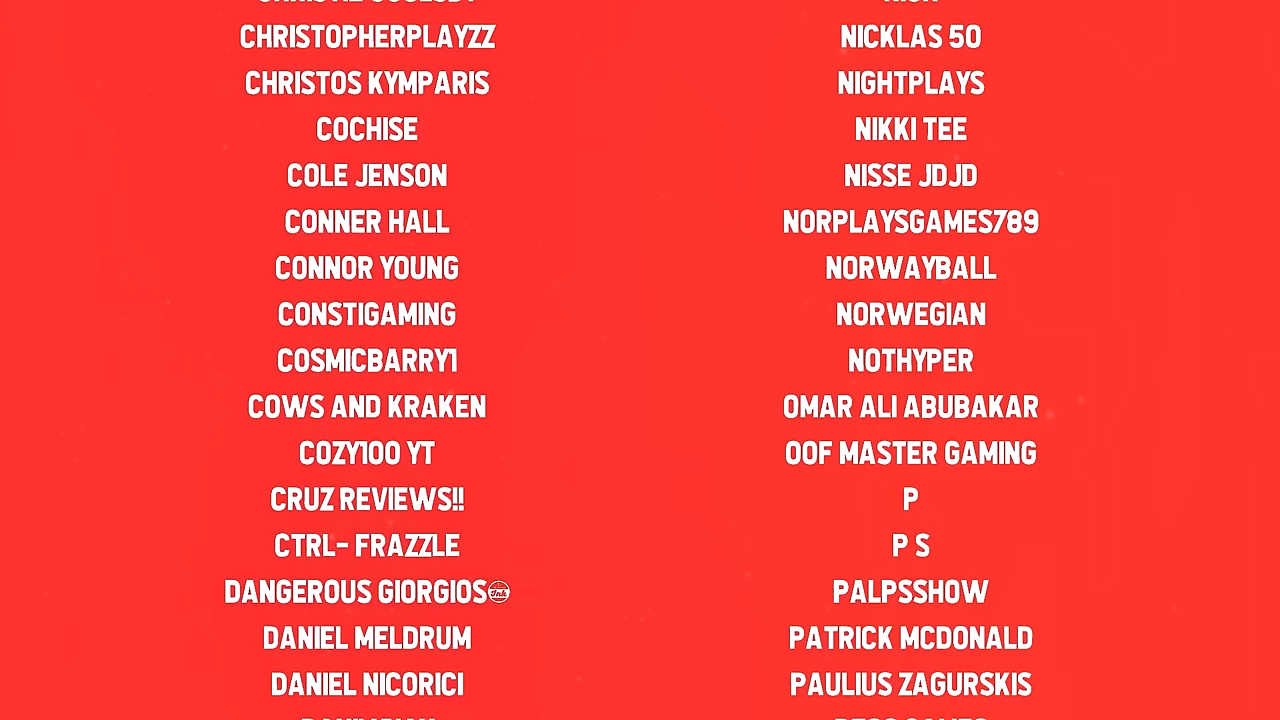 CHRISTOPHERPLAYZZ
CHRISTOS KYMPARIS
COCHISE
COLE JENSON
CONNER HALL
CONNOR YOUNG
CONSTIGAMING
COSMICBARRY1
COWS AND KRAKEN
COZY100 YT
CRUZ REVIEWS!!
CTRL- FRAZZLE
DANGEROUS GIORGIOS
DANIEL MELDRUM
DANIEL NICORICI
NICKLAS 50
NIGHTPLAYS
NIKKI TEE
NISSE JDJD
NORPLAYSGAMES789
NORWAYBALL
NORWEGIAN
NOTHYPER
OMAR ALI ABUBAKAR
OOF MASTER GAMING
P
P S
PALPSSHOW
PATRICK MCDONALD
PAULIUS ZAGURSKIS